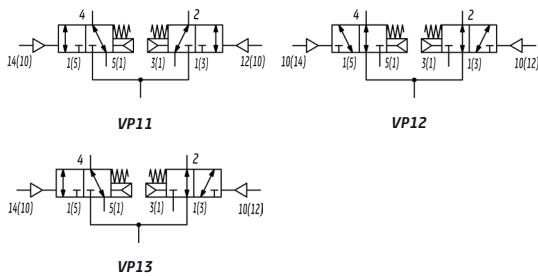 4 2
14(10) 1(5) 5(1) 3(1) 1(3) 12(10)
VP11
4 2
10(14) 1(5) 5(1) 3(1) 1(3) 10(12)
VP12
4 2
14(10) 1(5) 5(1) 3(1) 1(3) 10(12)
VP13